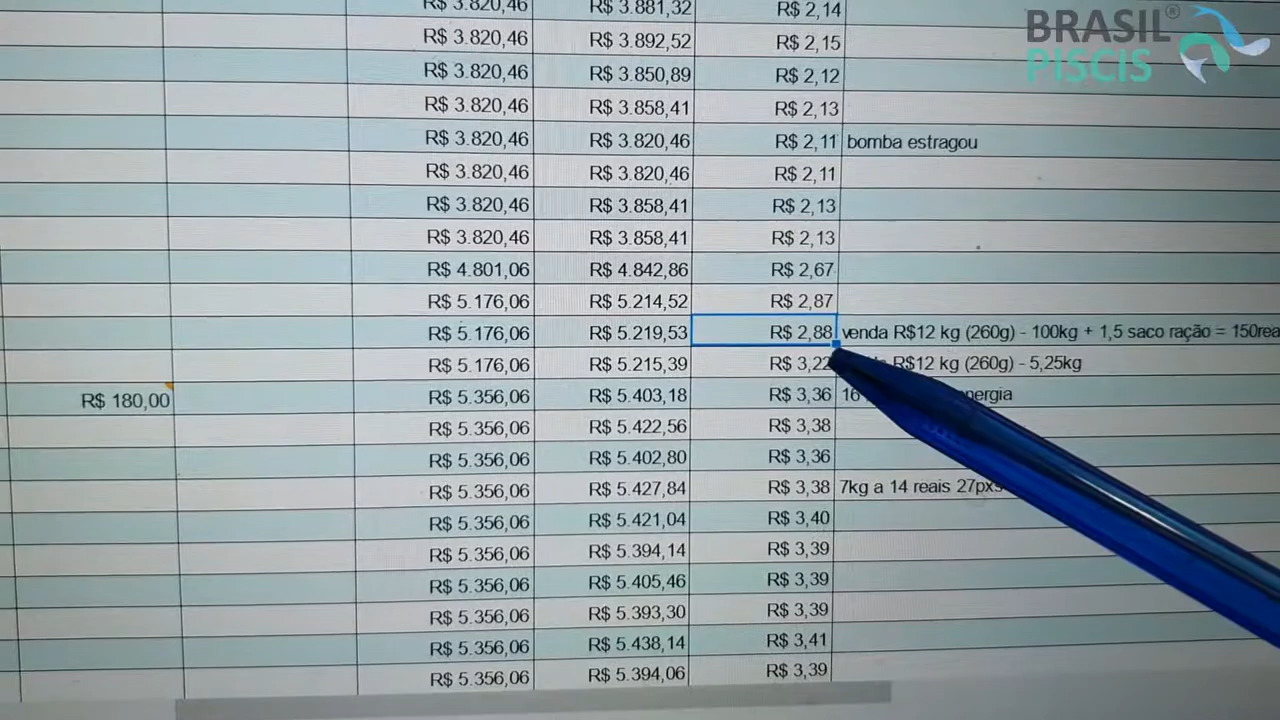 R$ 3.820,46 R$ 3.881,32 R$ 2,14
R$ 3.820,46 R$ 3.892,52 R$ 2,15
R$ 3.820,46 R$ 3.850,89 R$ 2,12
R$ 3.820,46 R$ 3.858,41 R$ 2,13
R$ 3.820,46 R$ 3.820,46 R$ 2,11 bomba estragou
R$ 3.820,46 R$ 3.820,46 R$ 2,11
R$ 3.820,46 R$ 3.858,41 R$ 2,13
R$ 3.820,46 R$ 3.858,41 R$ 2,13
R$ 4.801,06 R$ 4.842,86 R$ 2,67
R$ 5.176,06 R$ 5.214,52 R$ 2,87
R$ 5.176,06 R$ 5.219,53 R$ 2,88 venda R$12 kg (260g) - 100kg + 1,5 saco ração = 150rea
R$ 5.176,06 R$ 5.215,39 R$ 3,22 R$12 kg (260g) - 5,25kg
R$ 180,00 R$ 5.356,06 R$ 5.403,18 R$ 3,36 16 energia
R$ 5.356,06 R$ 5.422,56 R$ 3,38
R$ 5.356,06 R$ 5.402,80 R$ 3,36
R$ 5.356,06 R$ 5.427,84 R$ 3,38 7kg a 14 reais 27pxs
R$ 5.356,06 R$ 5.421,04 R$ 3,40
R$ 5.356,06 R$ 5.394,14 R$ 3,39
R$ 5.356,06 R$ 5.405,46 R$ 3,39
R$ 5.356,06 R$ 5.393,30 R$ 3,39
R$ 5.356,06 R$ 5.438,14 R$ 3,41
R$ 5.356,06 R$ 5.394,06 R$ 3,39
BRASIL®
PISCIS